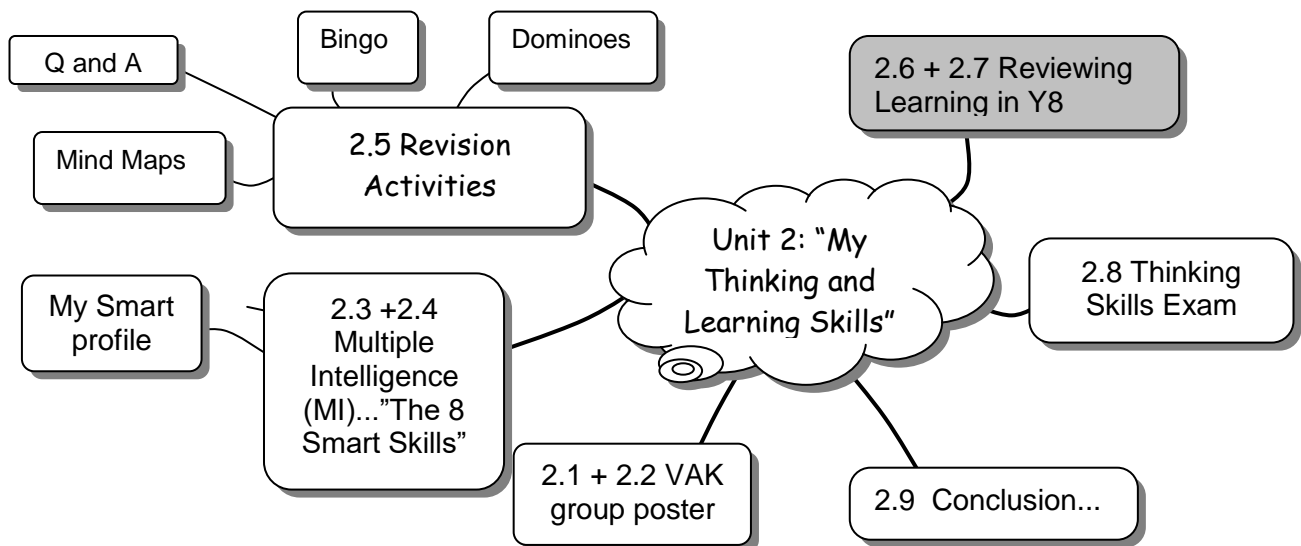 Bingo
Dominoes
Q and A
Mind Maps
2.5 Revision
Activities
2.6 + 2.7 Reviewing
Learning in Y8
Unit 2: “My
Thinking and
Learning Skills”
2.8 Thinking
Skills Exam
My Smart
profile
2.3 +2.4
Multiple
Intelligence
(MI)...”The 8
Smart Skills”
2.1 + 2.2 VAK
group poster
2.9 Conclusion...